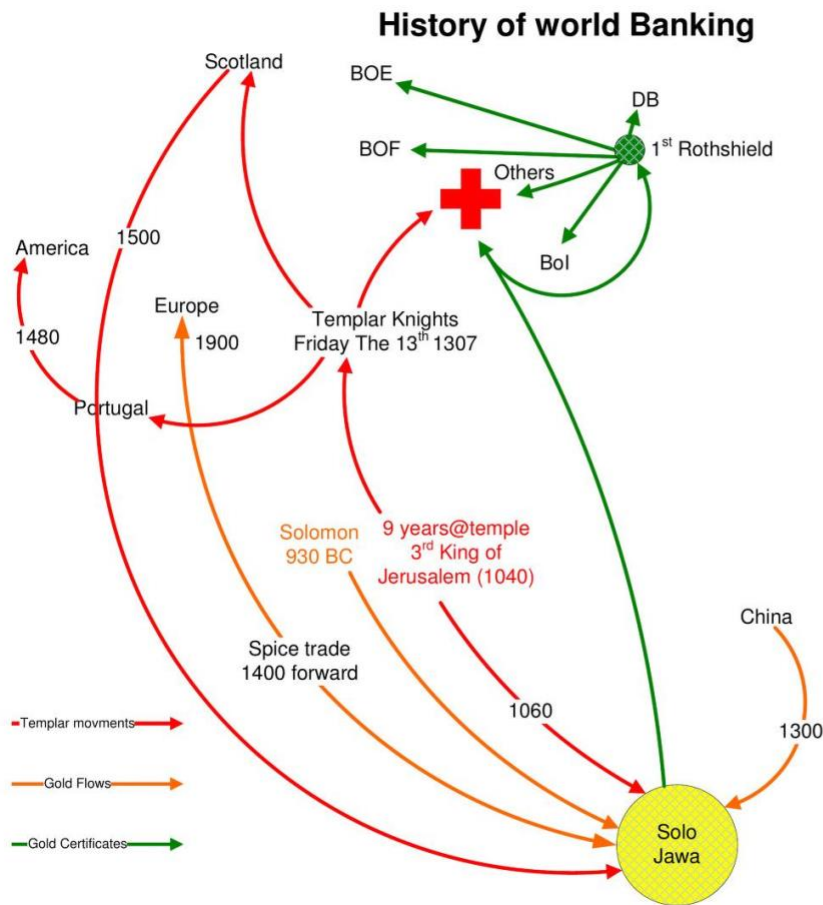 History of world Banking
Scotland
BOE
DB
BOF
1st Rothshield
Others
1500
America
BoI
Europe
1900
Templar Knights
Friday The 13th 1307
1480
Portugal
Solomon
930 BC
9 years@temple
3rd King of
Jerusalem (1040)
China
Spice trade
1400 forward
1060
1300
Templar movments
Gold Flows
Gold Certificates
Solo
Jawa